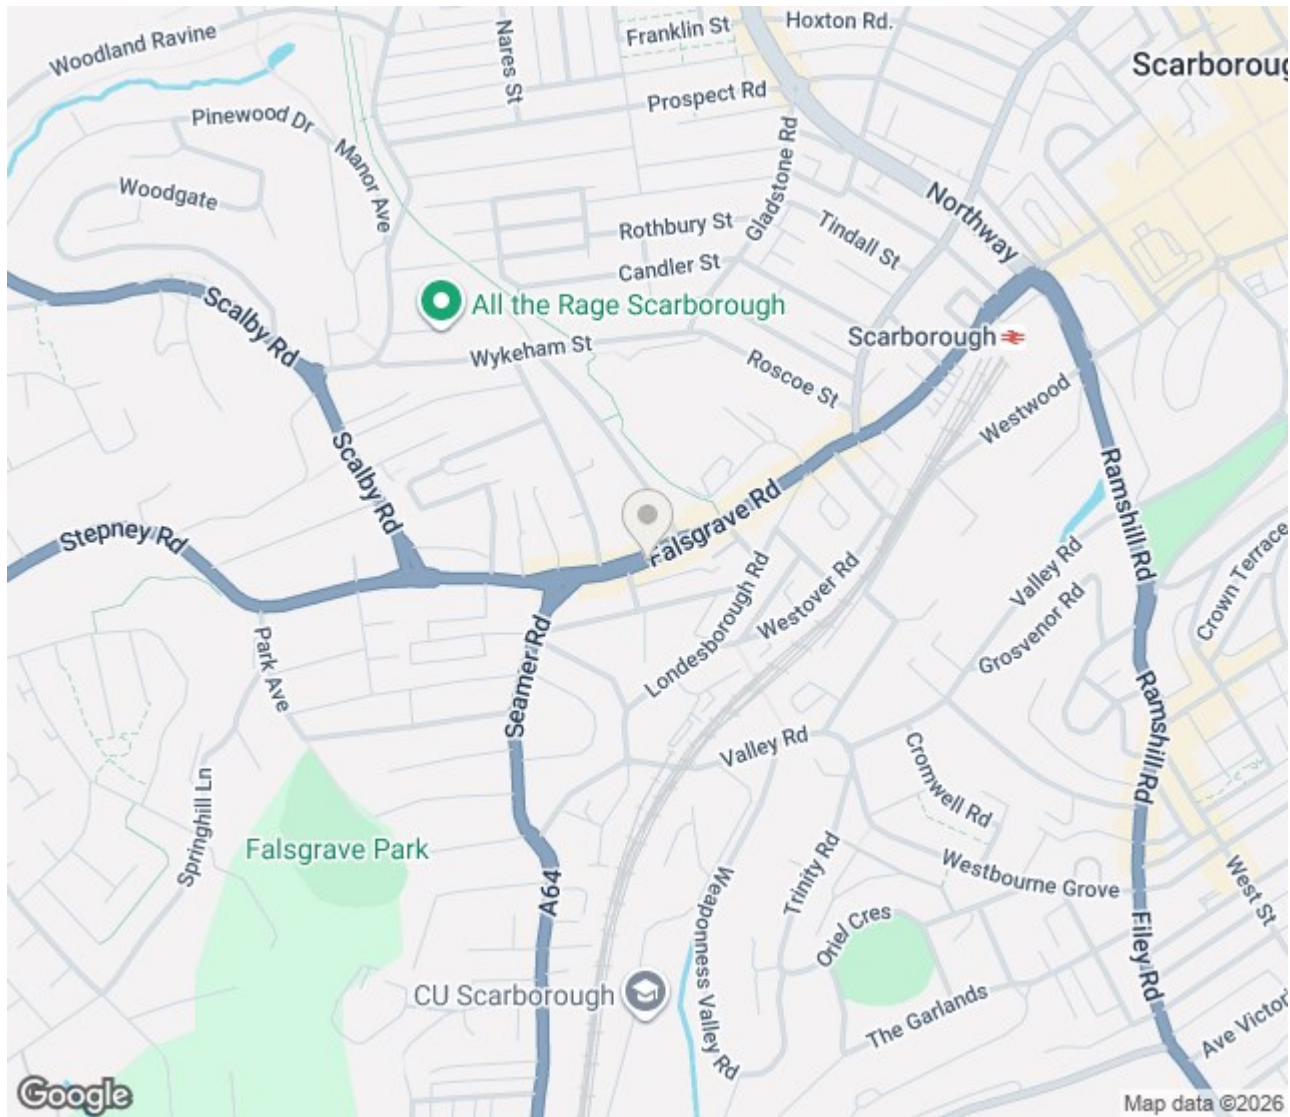 Woodland Ravine
Nares St
Franklin St
Hoxton Rd.
Scarboroug
Prospect Rd
Pinewood Dr
Manor Ave
Gladstone Rd
Woodgate
Northway
Rothbury St
Tindall St
Candler St
Scalby Rd
All the Rage Scarborough
Scarborough
Wykeham St
Roscoe St
Westwood
Scalby Rd
Ramshill Rd
Stepney Rd
Falsgrave Rd
Valley Rd
Crown Terrace
Londesborough Rd
Westover Rd
Grosvenor Rd
Park Ave
Seamer Rd
Ramshill Rd
Valley Rd
Cromwell Rd
Springhill Ln
Falsgrave Park
Trinity Rd
Westbourne Grove
West St
A64
Weaponness Valley Rd
Oriel Cres
Filey Rd
CU Scarborough
The Garlands
Ave Victori
Google
Map data ©2026